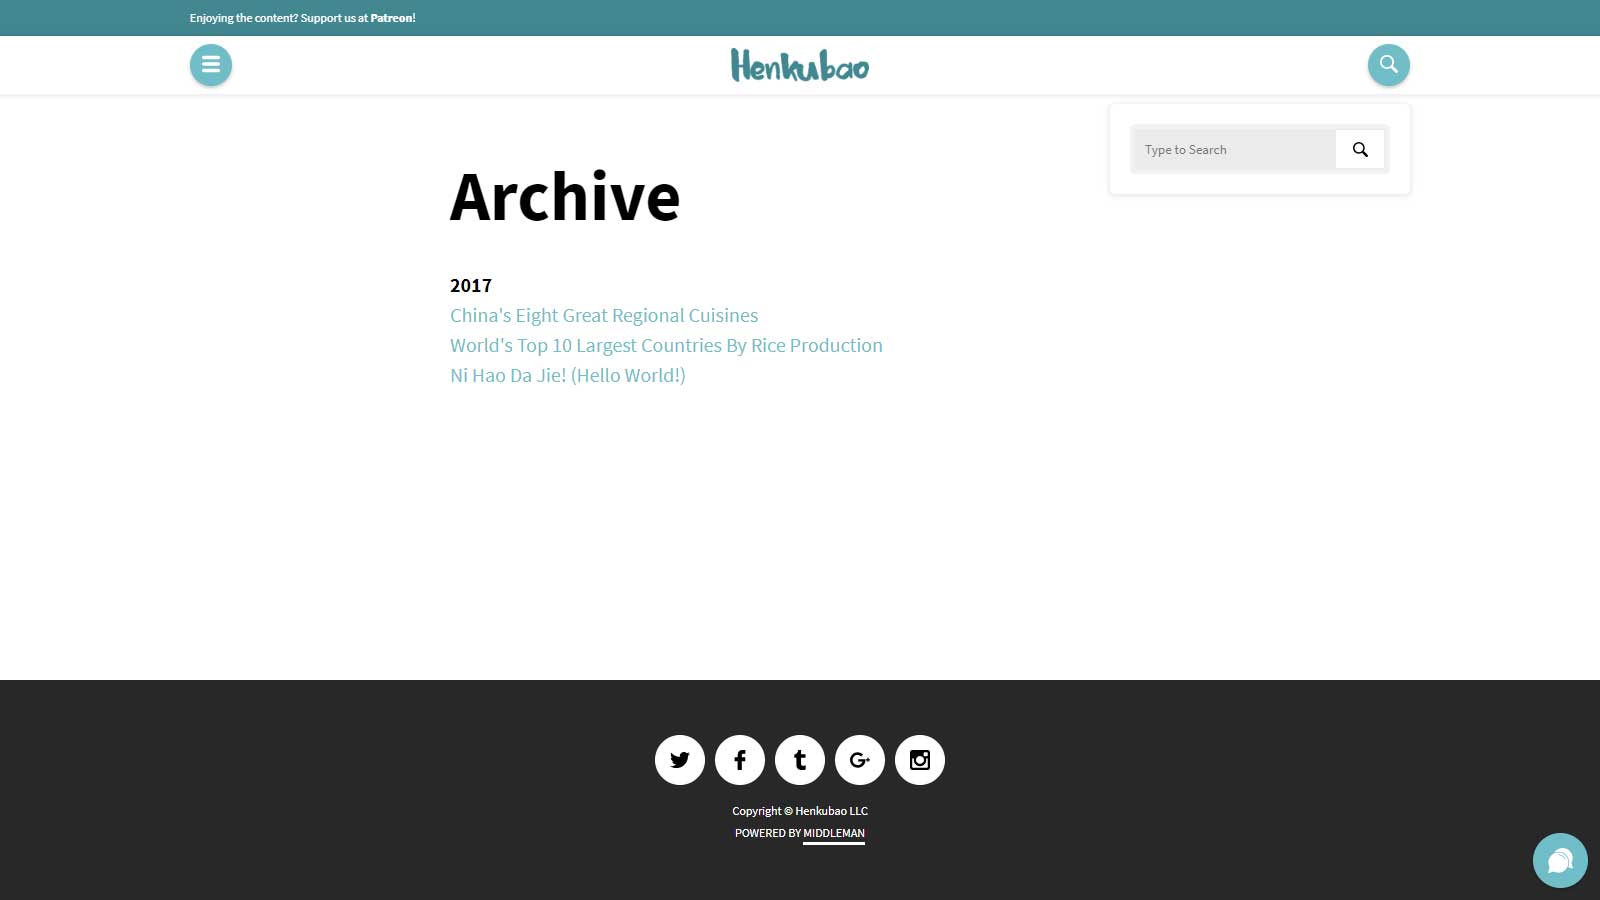 Enjoying the content? Support us at Patreon!
Henkubao
Type to Search
Archive
2017
China's Eight Great Regional Cuisines
World's Top 10 Largest Countries By Rice Production
Ni Hao Da Jie! (Hello World!)
Copyright © Henkubao LLC
POWERED BY MIDDLEMAN